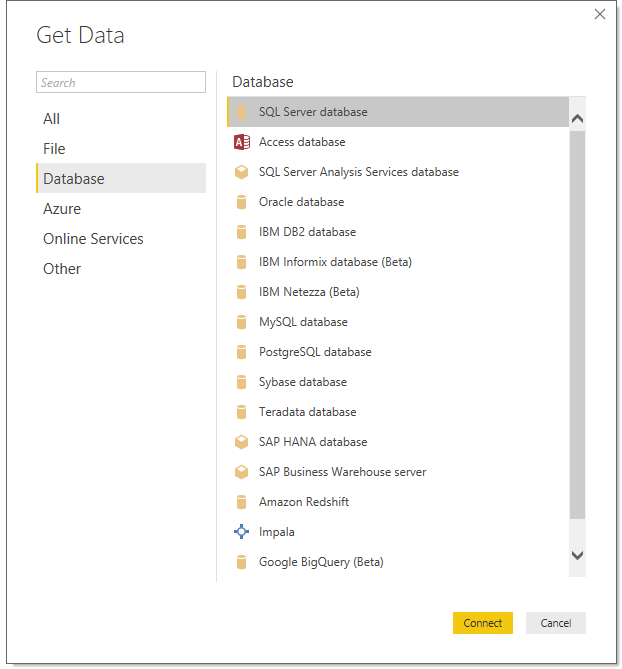 Get Data
Search
All
File
Database
Azure
Online Services
Other
Database
SQL Server database
Access database
SQL Server Analysis Services database
Oracle database
IBM DB2 database
IBM Informix database (Beta)
IBM Netezza (Beta)
MySQL database
PostgreSQL database
Sybase database
Teradata database
SAP HANA database
SAP Business Warehouse server
Amazon Redshift
Impala
Google BigQuery (Beta)
Connect
Cancel